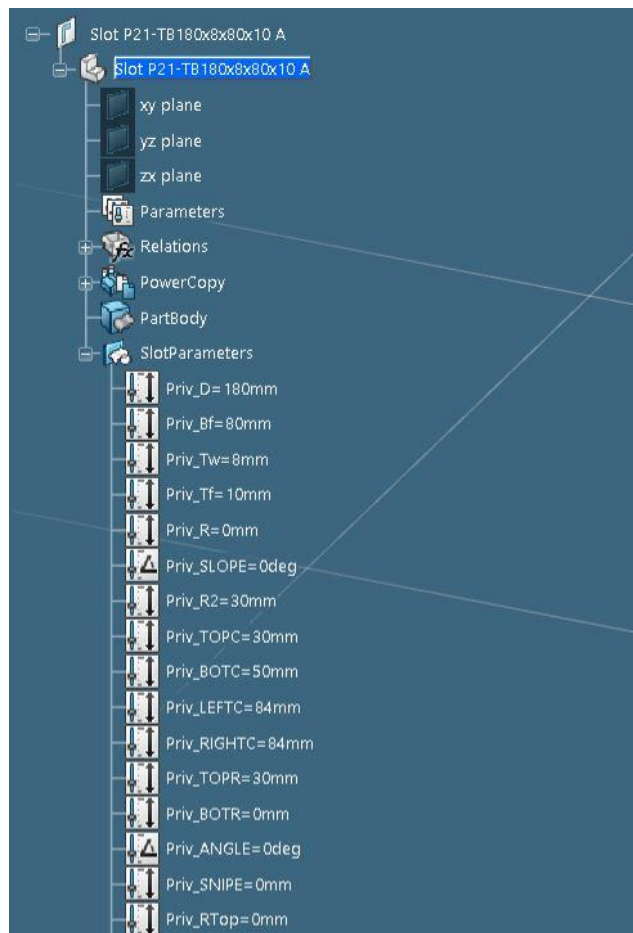 Slot P21-TB180x8x80x10 A
Slot P21-TB180x8x80x10 A
xy plane
yz plane
zx plane
Parameters
Relations
PowerCopy
PartBody
SlotParameters
Priv_D=180mm
Priv_Bf=80mm
Priv_Tw=8mm
Priv_Tf=10mm
Priv_R=0mm
Priv_SLOPE=0deg
Priv_R2=30mm
Priv_TOPC=30mm
Priv_BOTC=50mm
Priv_LEFTC=84mm
Priv_RIGHTC=84mm
Priv_TOPR=30mm
Priv_BOTR=0mm
Priv_ANGLE=0deg
Priv_SNIPE=0mm
Priv_RTop=0mm